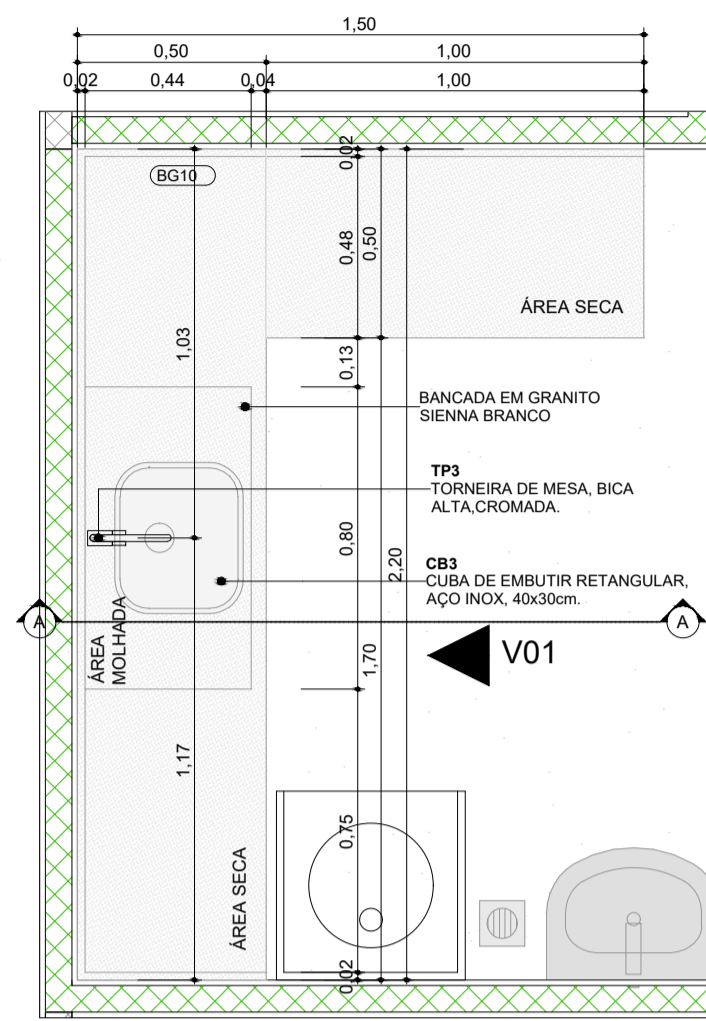 1,50
0,50
1,00
0,02
0,44
0,04
1,00
BG10
0,02
0,48
0,50
ÁREA SECA
1,03
0,13
BANCADA EM GRANITO
SIENNA BRANCO
TP3
TORNEIRA DE MESA, BICA
ALTA,CROMADA.
0,80
2,20
CB3
CUBA DE EMBUTIR RETANGULAR,
AÇO INOX, 40x30cm.
A
A
ÁREA
MOLHADA
V01
1,70
1,17
0,75
ÁREA SECA
0,02